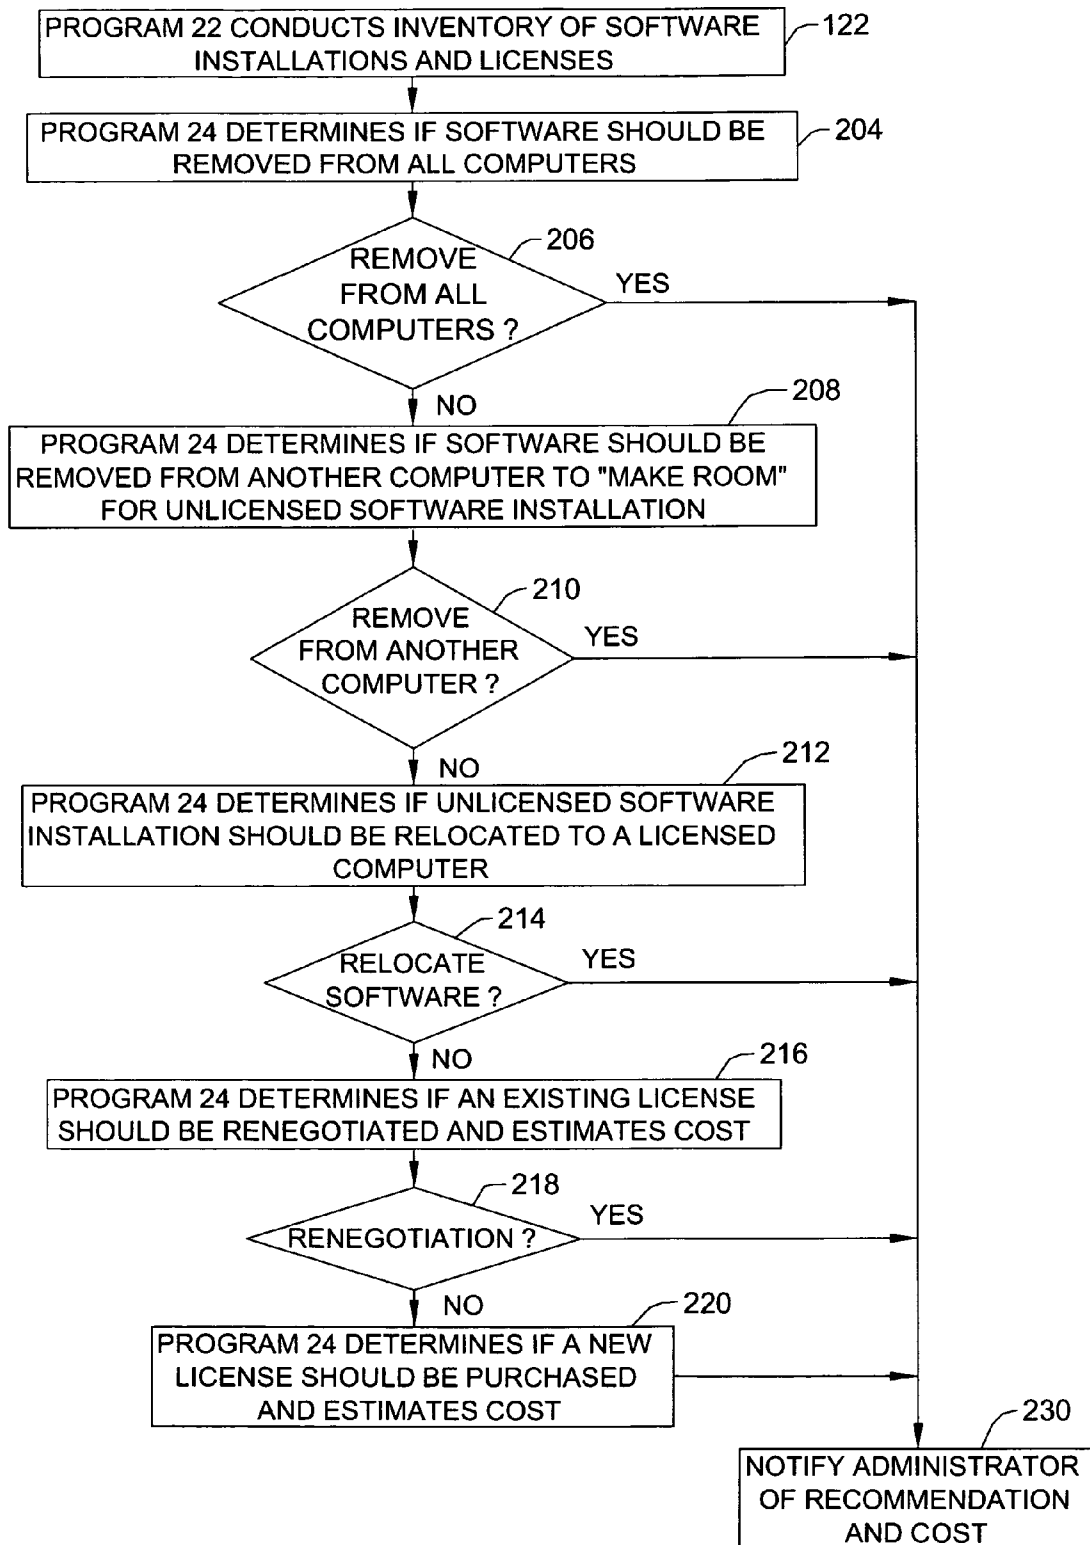 PROGRAM 22 CONDUCTS INVENTORY OF SOFTWARE
INSTALLATIONS AND LICENSES
122
PROGRAM 24 DETERMINES IF SOFTWARE SHOULD BE
REMOVED FROM ALL COMPUTERS
204
206
REMOVE
FROM ALL
COMPUTERS ?
YES
NO
208
PROGRAM 24 DETERMINES IF SOFTWARE SHOULD BE
REMOVED FROM ANOTHER COMPUTER TO "MAKE ROOM"
FOR UNLICENSED SOFTWARE INSTALLATION
210
REMOVE
FROM ANOTHER
COMPUTER ?
YES
NO
212
PROGRAM 24 DETERMINES IF UNLICENSED SOFTWARE
INSTALLATION SHOULD BE RELOCATED TO A LICENSED
COMPUTER
214
RELOCATE
SOFTWARE ?
YES
NO
216
PROGRAM 24 DETERMINES IF AN EXISTING LICENSE
SHOULD BE RENEGOTIATED AND ESTIMATES COST
218
RENEGOTIATION ?
YES
NO
220
PROGRAM 24 DETERMINES IF A NEW
LICENSE SHOULD BE PURCHASED
AND ESTIMATES COST
230
NOTIFY ADMINISTRATOR
OF RECOMMENDATION
AND COST